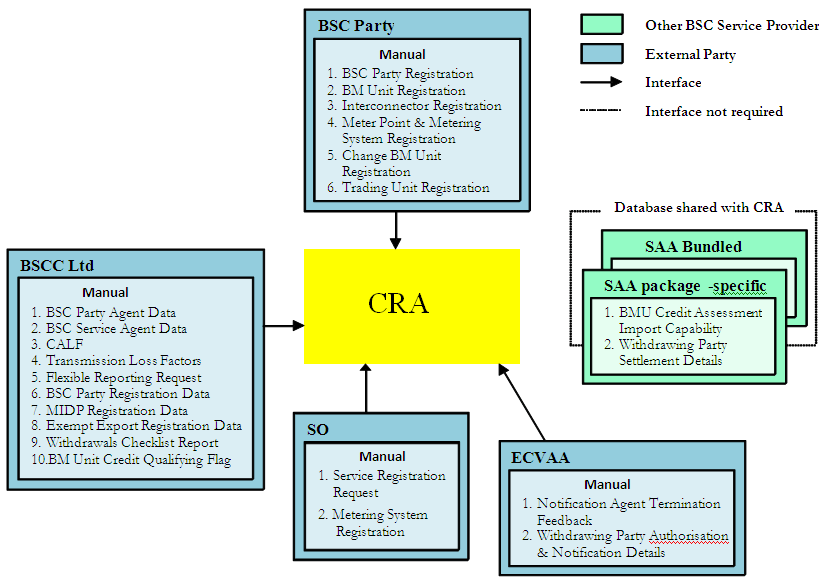 BSC Party
Manual
1. BSC Party Registration
2. BM Unit Registration
3. Interconnector Registration
4. Meter Point & Metering
System Registration
5. Change BM Unit
Registration
6. Trading Unit Registration
Other BSC Service Provider
External Party
Interface
Interface not required
Database shared with CRA
SAA Bundled
SAA package -specific
1. BMU Credit Assessment
Import Capability
2. Withdrawing Party
Settlement Details
BSCC Ltd
Manual
1. BSC Party Agent Data
2. BSC Service Agent Data
3. CALF
4. Transmission Loss Factors
5. Flexible Reporting Request
6. BSC Party Registration Data
7. MIDP Registration Data
8. Exempt Export Registration Data
9. Withdrawals Checklist Report
10.BM Unit Credit Qualifying Flag
CRA
SO
Manual
1. Service Registration
Request
2. Metering System
Registration
ECVAA
Manual
1. Notification Agent Termination
Feedback
2. Withdrawing Party Authorisation
& Notification Details